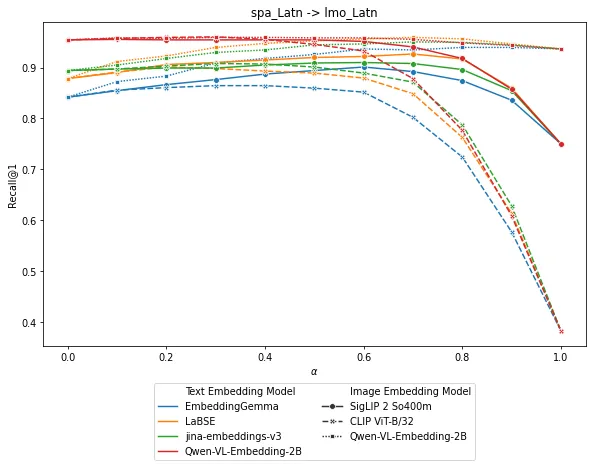 spa_Latn -> lmo_Latn
Recall@1
0.9
0.8
0.7
0.6
0.5
0.4
0.0 0.2 0.4 0.6 0.8 1.0
α
Text Embedding Model Image Embedding Model
EmbeddingGemma SigLIP 2 So400m
LaBSE CLIP ViT-B/32
jina-embeddings-v3 Qwen-VL-Embedding-2B
Qwen-VL-Embedding-2B